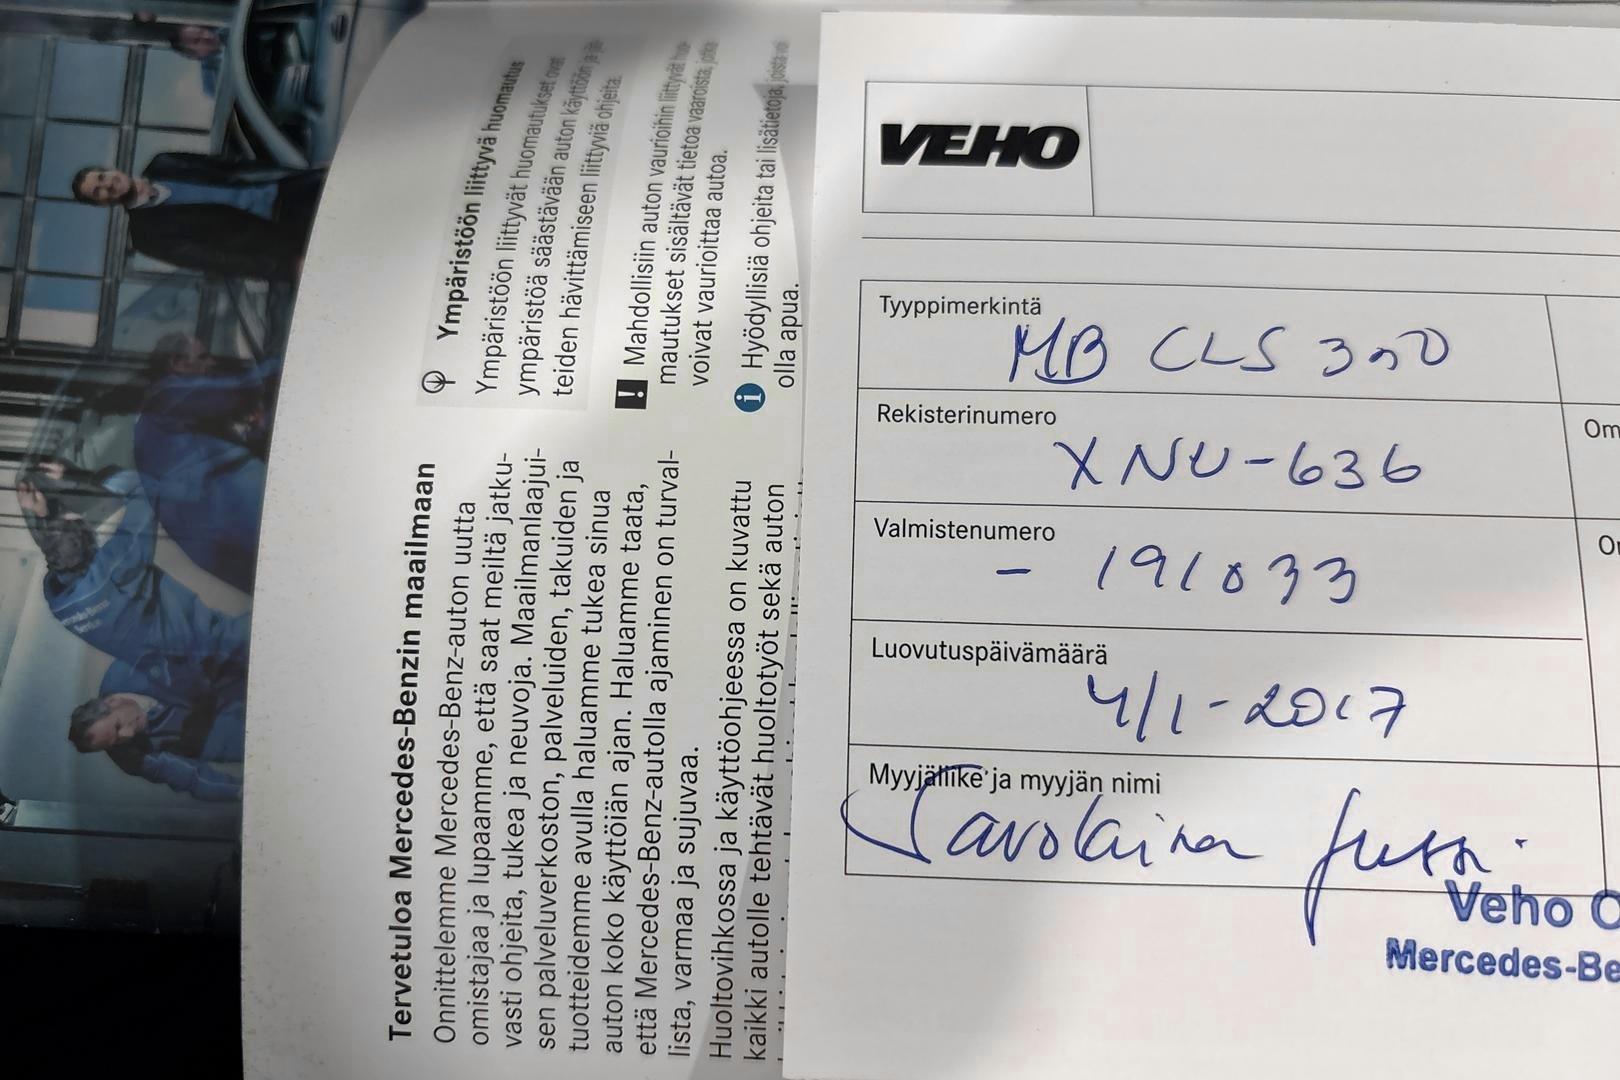 Tervetuloa Mercedes-Benzin maailmaan
Onnittelemme Mercedes-Benz-auton uutta
omistajaa ja lupaamme, että saat meiltä jatku-
vasti ohjeita, tukea ja neuvoja. Maailmanlaajui-
sen palveluverkoston, palveluiden, takuiden ja
tuotteidemme avulla haluamme tukea sinua
auton koko käyttöiän ajan. Haluamme taata,
että Mercedes-Benz-autolla ajaminen on turval-
lista, varmaa ja sujuvaa.
Huoltovihkossa ja käyttöohjeessa on kuvattu
kaikki autolle tehtävät huoltotyöt sekä auton
Ympäristöön liittyvä huomautus
Ympäristöön liittyvät huomautukset ovat
ympäristöä säästävään auton käyttöön ja jä-
teiden hävittämiseen liittyviä ohjeita.
! Mahdollisiin auton vaurioihin liittyvät huo-
mautukset sisältävät tietoa vaaroista, jotka
voivat vaurioittaa autoa.
i Hyödyllisiä ohjeita tai lisätietoja, joista voi
olla apua.
VEHO
Tyyppimerkintä
MB CLS 350
Rekisterinumero
XNU-636
Om
Valmistenumero
- 191033
Luovutuspäivämäärä
4/1-2017
Myyjäliike ja myyjän nimi
Savolainen Jussi
Veho O
Mercedes-Be